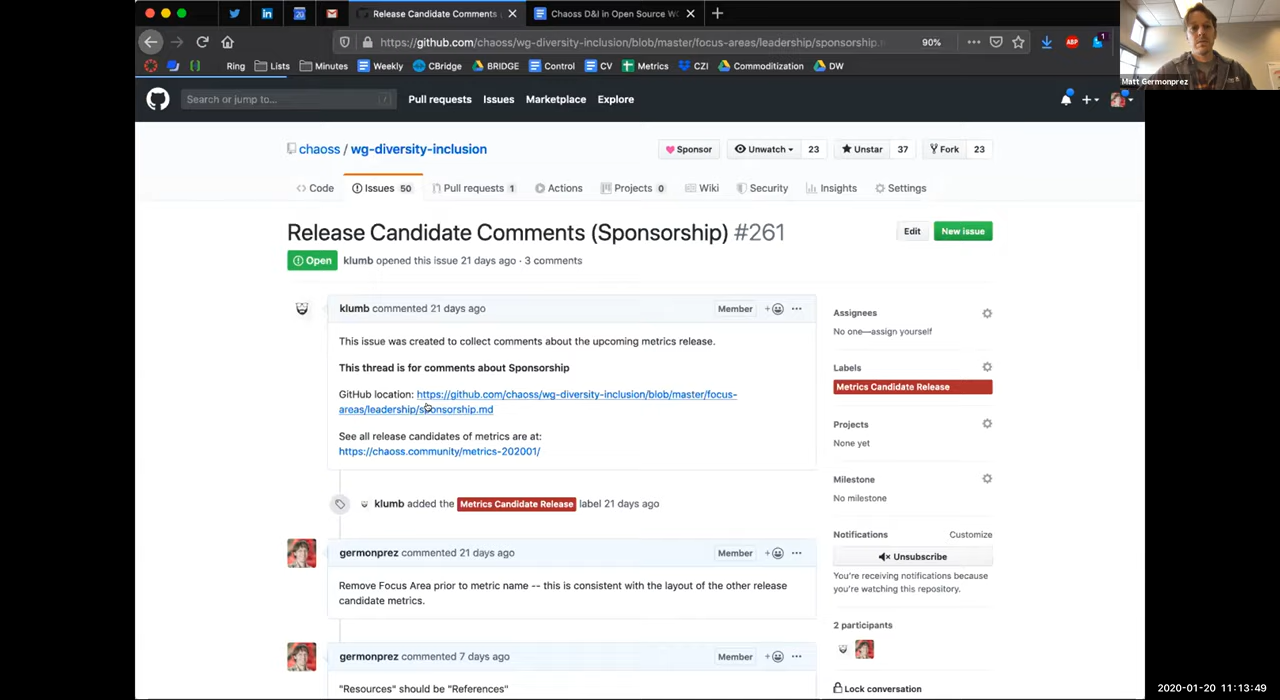 Release Candidate Comments
Chaoss D&I in Open Source W
https://github.com/chaoss/wg-diversity-inclusion/blob/master/focus-areas/leadership/sponsorship.m
90%
ABP
1
Ring
Lists
Minutes
Weekly
CBridge
BRIDGE
Control
CV
Metrics
CZI
Commoditization
DW
Matt Germonprez
Search or jump to...
/
Pull requests
Issues
Marketplace
Explore
chaoss / wg-diversity-inclusion
Sponsor
Unwatch
23
Unstar
37
Fork
23
Code
Issues 50
Pull requests 1
Actions
Projects 0
Wiki
Security
Insights
Settings
Release Candidate Comments (Sponsorship) #261
Edit
New issue
Open
klumb opened this issue 21 days ago · 3 comments
klumb commented 21 days ago
Member
This issue was created to collect comments about the upcoming metrics release.
This thread is for comments about Sponsorship
GitHub location: https://github.com/chaoss/wg-diversity-inclusion/blob/master/focus-
areas/leadership/sponsorship.md
See all release candidates of metrics are at:
https://chaoss.community/metrics-202001/
klumb added the Metrics Candidate Release label 21 days ago
germonprez commented 21 days ago
Member
Remove Focus Area prior to metric name -- this is consistent with the layout of the other release
candidate metrics.
germonprez commented 7 days ago
Member
"Resources" should be "References"
Assignees
No one—assign yourself
Labels
Metrics Candidate Release
Projects
None yet
Milestone
No milestone
Notifications
Customize
Unsubscribe
You're receiving notifications because
you're watching this repository.
2 participants
Lock conversation
2020-01-20 11:13:49